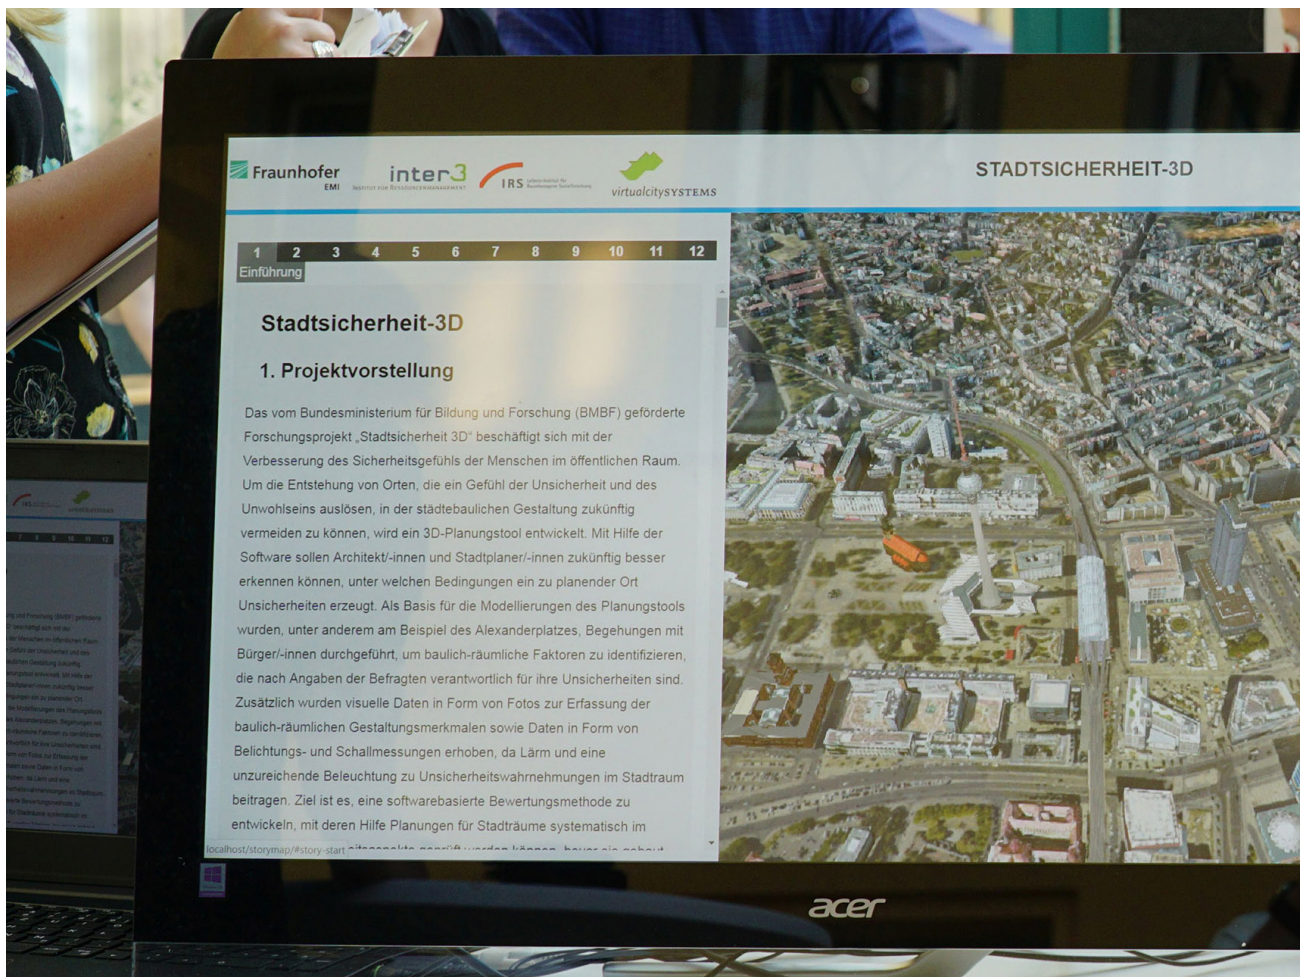 Fraunhofer
EMI
inter3
INSTITUT FÜR RESSOURCENMANAGEMENT
IRS
virtualcitySYSTEMS
STADTSICHERHEIT-3D
1 2 3 4 5 6 7 8 9 10 11 12
Einführung
Stadtsicherheit-3D
1. Projektvorstellung
Das vom Bundesministerium für Bildung und Forschung (BMBF) geförderte
Forschungsprojekt „Stadtsicherheit 3D“ beschäftigt sich mit der
Verbesserung des Sicherheitsgefühls der Menschen im öffentlichen Raum.
Um die Entstehung von Orten, die ein Gefühl der Unsicherheit und des
Unwohlseins auslösen, in der städtebaulichen Gestaltung zukünftig
vermeiden zu können, wird ein 3D-Planungstool entwickelt. Mit Hilfe der
Software sollen Architekt/-innen und Stadtplaner/-innen zukünftig besser
erkennen können, unter welchen Bedingungen ein zu planender Ort
Unsicherheiten erzeugt. Als Basis für die Modellierungen des Planungstools
wurden, unter anderem am Beispiel des Alexanderplatzes, Begehungen mit
Bürger/-innen durchgeführt, um baulich-räumliche Faktoren zu identifizieren,
die nach Angaben der Befragten verantwortlich für ihre Unsicherheiten sind.
Zusätzlich wurden visuelle Daten in Form von Fotos zur Erfassung der
baulich-räumlichen Gestaltungsmerkmalen sowie Daten in Form von
Belichtungs- und Schallmessungen erhoben, da Lärm und eine
unzureichende Beleuchtung zu Unsicherheitswahrnehmungen im Stadtraum
beitragen. Ziel ist es, eine softwarebasierte Bewertungsmethode zu
entwickeln, mit deren Hilfe Planungen für Stadträume systematisch im
localhost/storymap/#story-start
acer